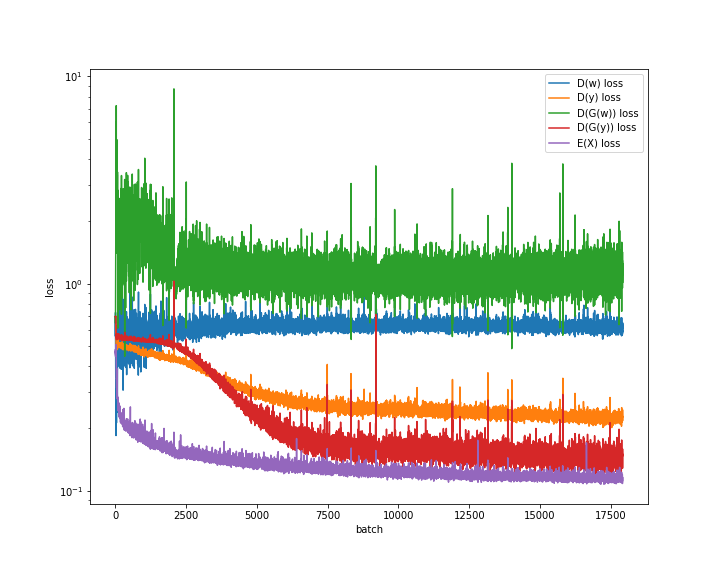 10¹
10⁰
10⁻¹
loss
0
2500
5000
7500
10000
12500
15000
17500
batch
D(w) loss
D(y) loss
D(G(w)) loss
D(G(y)) loss
E(X) loss